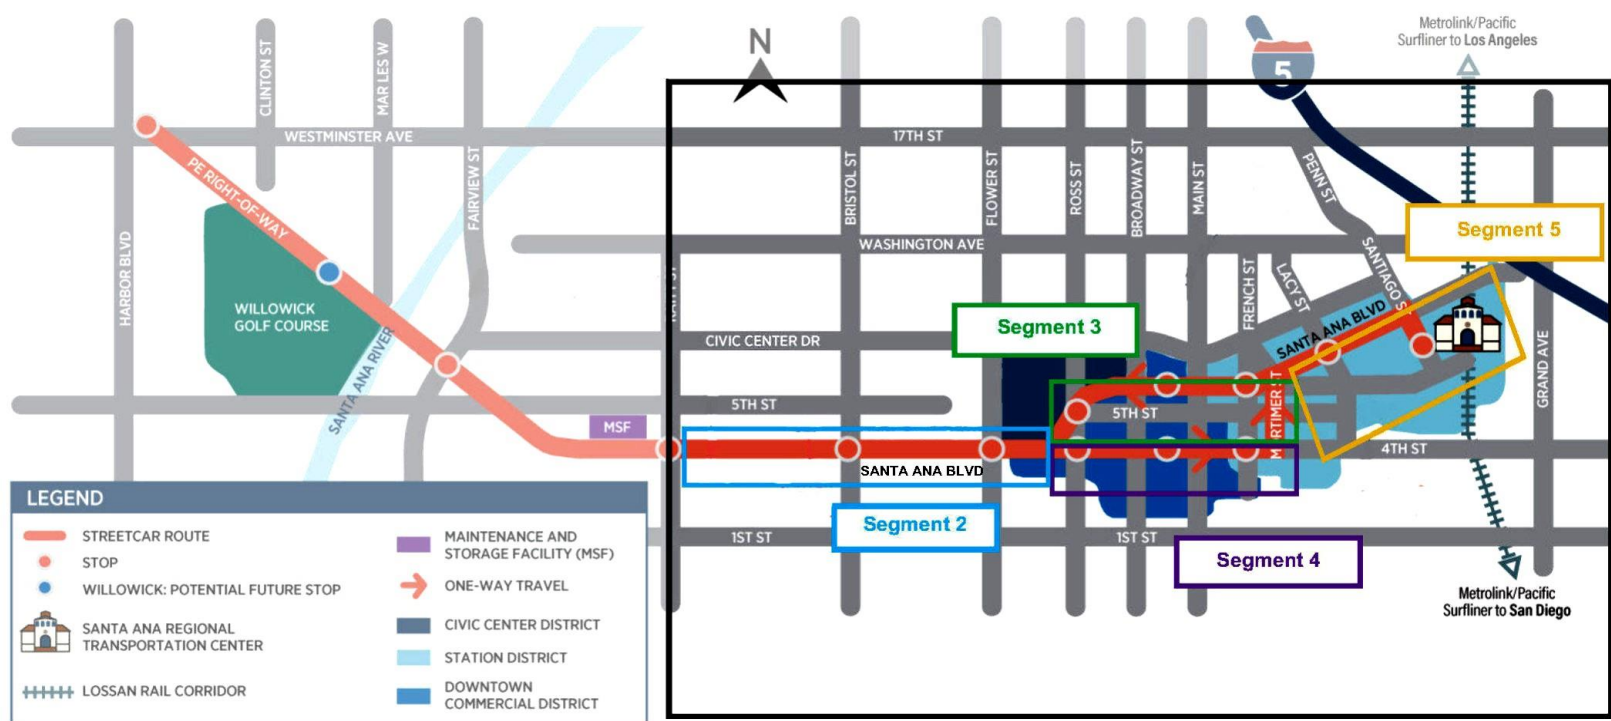 Metrolink/Pacific
Surfliner to Los Angeles
N
5
CLINTON ST
MAR LES W
WESTMINSTER AVE
17TH ST
PE RIGHT-OF-WAY
FAIRVIEW ST
BRISTOL ST
FLOWER ST
ROSS ST
BROADWAY ST
MAIN ST
PENN ST
Segment 5
HARBOR BLVD
WASHINGTON AVE
SANTIAGO S
FRENCH ST
LACY ST
WILLOWICK
GOLF COURSE
Segment 3
SANTA ANA BLVD
CIVIC CENTER DR
SANTA ANA RIVER
GRAND AVE
5TH ST
5TH ST
MSF
4TH ST
SANTA ANA BLVD
Segment 2
1ST ST
1ST ST
Segment 4
Metrolink/Pacific
Surfliner to San Diego
LEGEND
STREETCAR ROUTE
STOP
WILLOWICK: POTENTIAL FUTURE STOP
SANTA ANA REGIONAL
TRANSPORTATION CENTER
LOSSAN RAIL CORRIDOR
MAINTENANCE AND
STORAGE FACILITY (MSF)
ONE-WAY TRAVEL
CIVIC CENTER DISTRICT
STATION DISTRICT
DOWNTOWN
COMMERCIAL DISTRICT